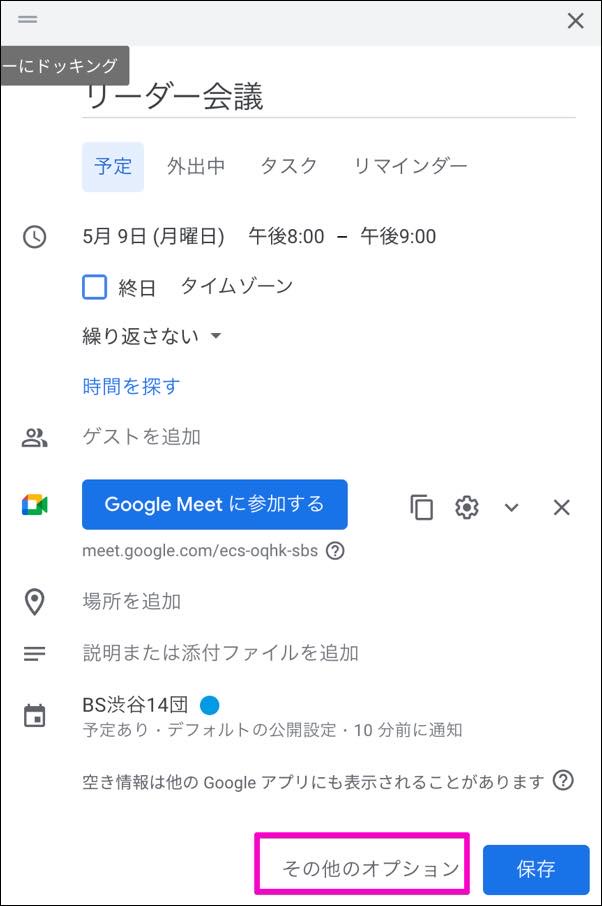 ーにドッキング
リーダー会議
予定 外出中 タスク リマインダー
5月 9日 (月曜日) 午後8:00 – 午後9:00
終日 タイムゾーン
繰り返さない
時間を探す
ゲストを追加
Google Meet に参加する
meet.google.com/ecs-oqhk-sbs
場所を追加
説明または添付ファイルを追加
BS渋谷14団
予定あり・デフォルトの公開設定・10 分前に通知
空き情報は他の Google アプリにも表示されることがあります
その他のオプション 保存